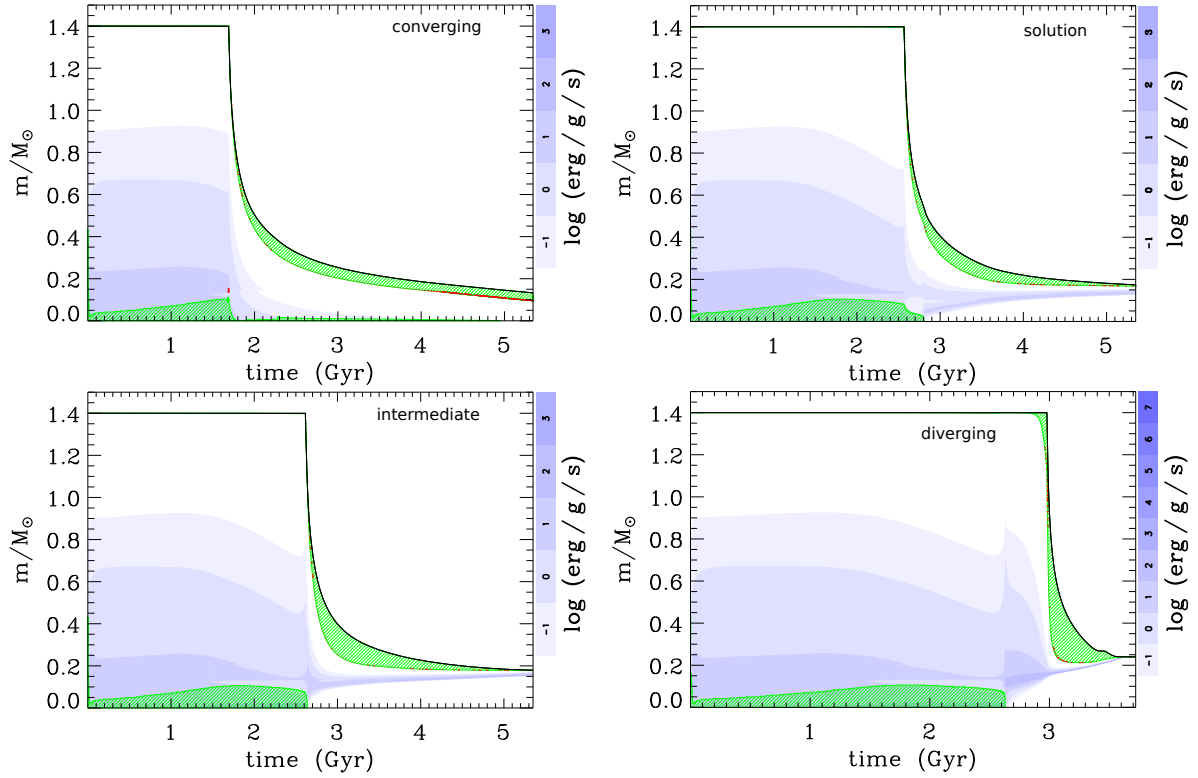 converging
1.4
1.2
1.0
0.8
0.6
0.4
0.2
0.0
m/M⊙
1 2 3 4 5
time (Gyr)
3
2
1
0
-1
log (erg / g / s)
solution
1.4
1.2
1.0
0.8
0.6
0.4
0.2
0.0
m/M⊙
1 2 3 4 5
time (Gyr)
3
2
1
0
-1
log (erg / g / s)
intermediate
1.4
1.2
1.0
0.8
0.6
0.4
0.2
0.0
m/M⊙
1 2 3 4 5
time (Gyr)
3
2
1
0
-1
log (erg / g / s)
diverging
1.4
1.2
1.0
0.8
0.6
0.4
0.2
0.0
m/M⊙
1 2 3
time (Gyr)
7
6
5
4
3
2
1
0
-1
log (erg / g / s)